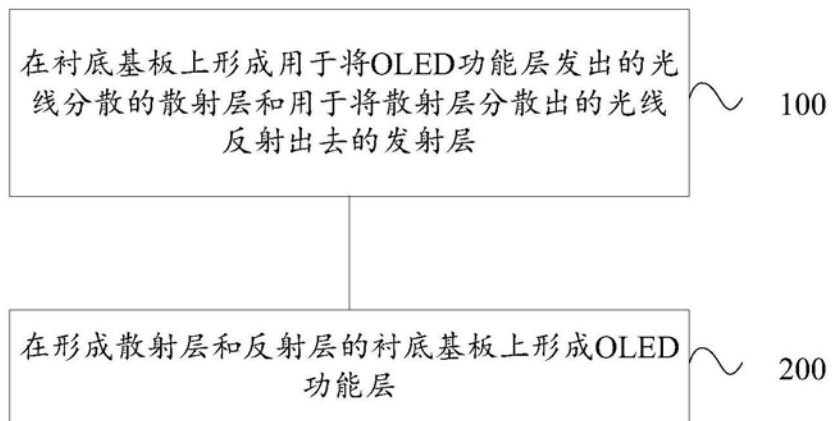 在衬底基板上形成用于将OLED功能层发出的光
线分散的散射层和用于将散射层分散出的光线
反射出去的发射层
100
在形成散射层和反射层的衬底基板上形成OLED
功能层
200